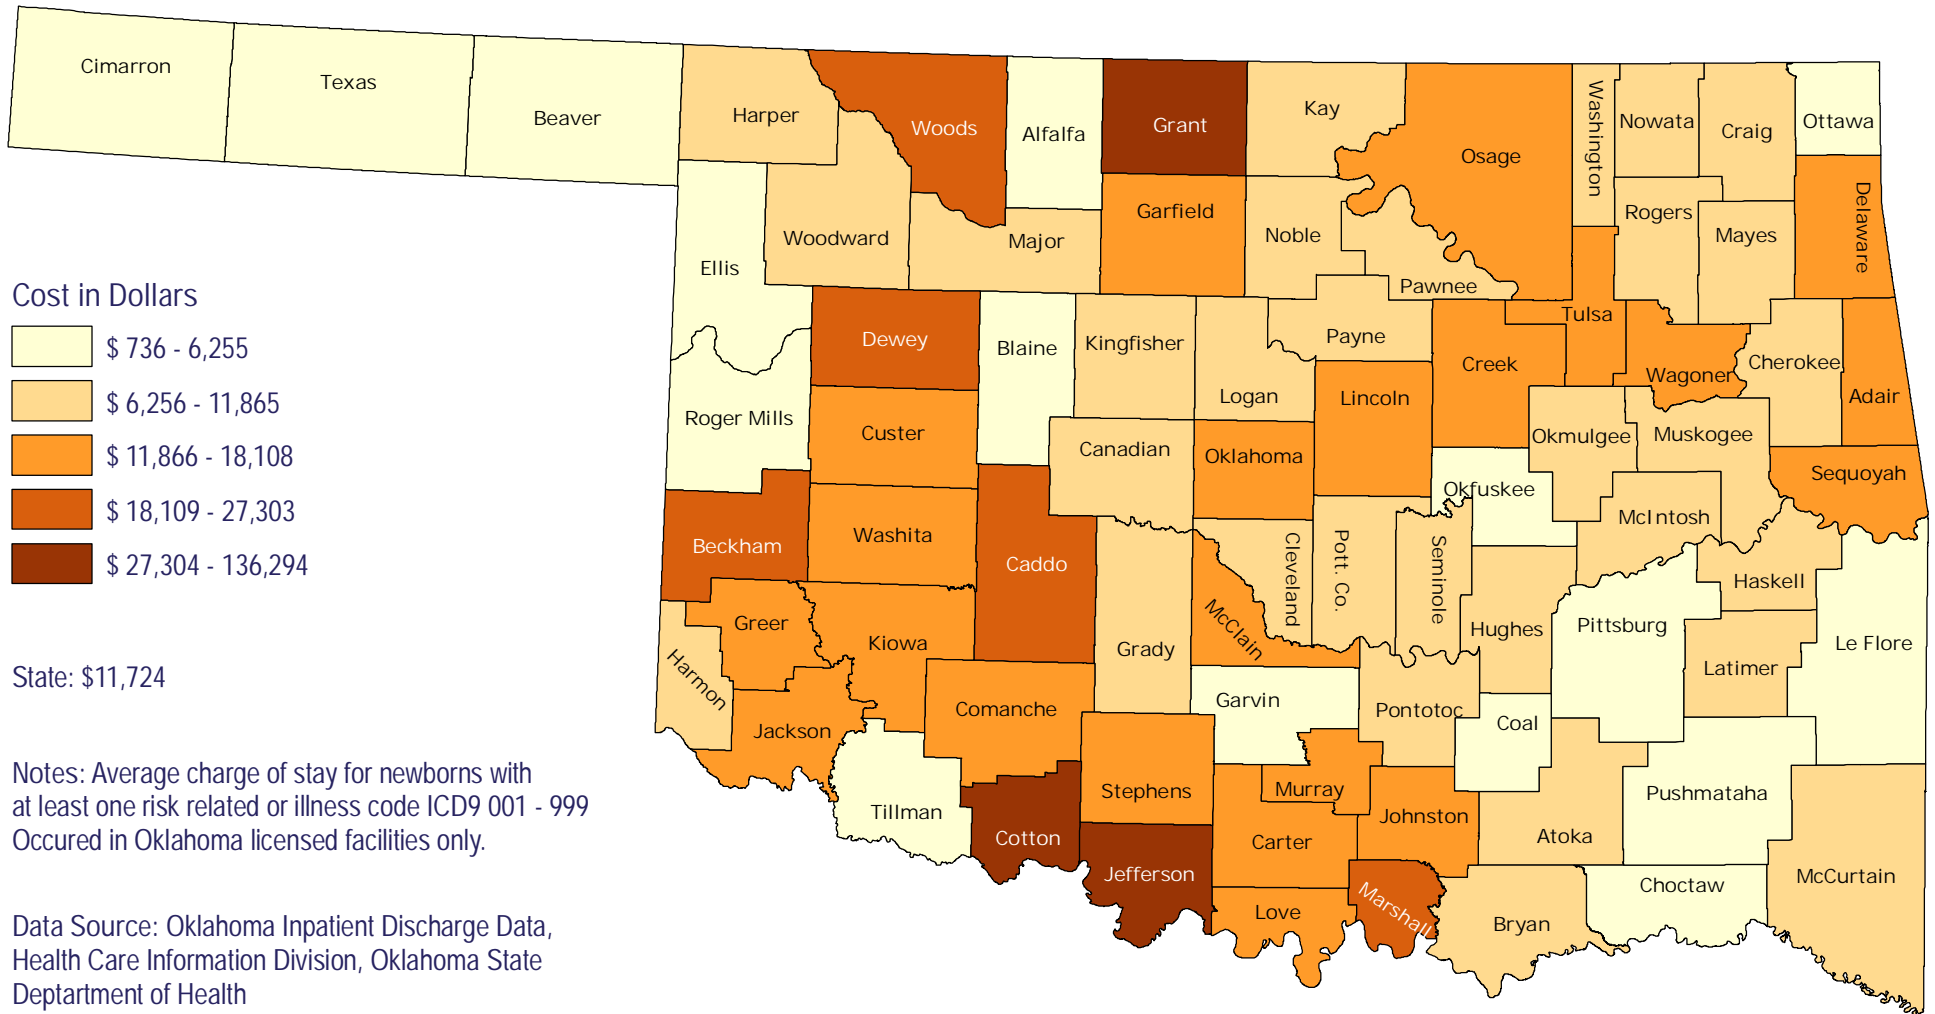 Cimarron
Texas
Beaver
Harper
Woods
Alfalfa
Grant
Kay
Osage
Washington
Nowata
Craig
Ottawa
Delaware
Ellis
Woodward
Major
Garfield
Noble
Pawnee
Rogers
Mayes
Tulsa
Dewey
Blaine
Kingfisher
Logan
Payne
Creek
Wagoner
Cherokee
Adair
Roger Mills
Custer
Canadian
Oklahoma
Lincoln
Okmulgee
Muskogee
Sequoyah
Okfuskee
McIntosh
Beckham
Washita
Caddo
Grady
Cleveland
Pott. Co.
Seminole
Hughes
Haskell
Pittsburg
Latimer
Le Flore
McClain
Greer
Kiowa
Harmon
Jackson
Comanche
Garvin
Pontotoc
Coal
Tillman
Cotton
Stephens
Murray
Johnston
Atoka
Pushmataha
Jefferson
Carter
Love
Marshall
Bryan
Choctaw
McCurtain
Cost in Dollars
$ 736 - 6,255
$ 6,256 - 11,865
$ 11,866 - 18,108
$ 18,109 - 27,303
$ 27,304 - 136,294
State: $11,724
Notes: Average charge of stay for newborns with
at least one risk related or illness code ICD9 001 - 999
Occured in Oklahoma licensed facilities only.
Data Source: Oklahoma Inpatient Discharge Data,
Health Care Information Division, Oklahoma State
Deptartment of Health